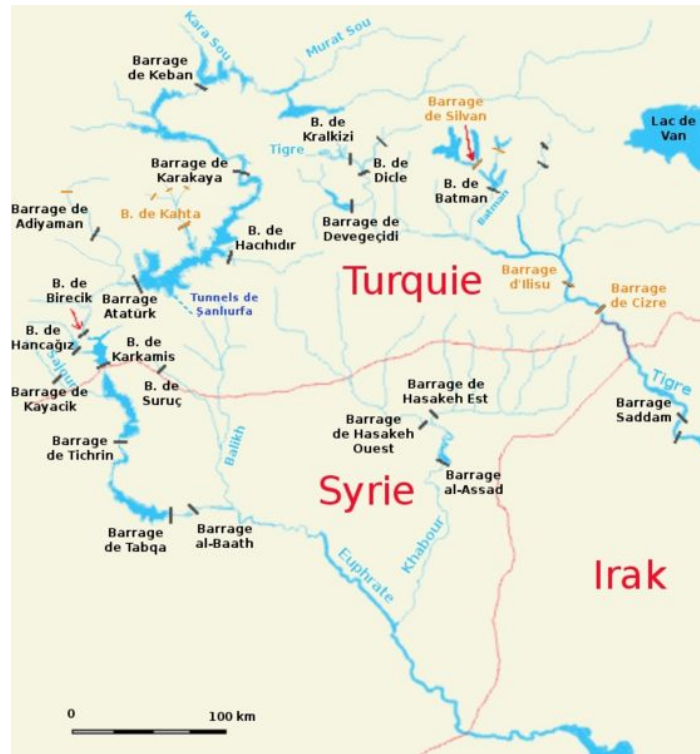 Kara Sou
Murat Sou
Barrage
de Keban
Barrage
de Silvan
Lac de
Van
B. de
Kralkizi
Tigre
B. de
Dicle
Barrage de
Karakaya
B. de
Batman
Batman
Barrage de
Adiyaman
B. de Kahta
Barrage de
Devegeçidi
B. de
Hacıhıdır
Turquie
B. de
Birecik
Barrage
Atatürk
Tunnels de
Şanlıurfa
Barrage
d'Ilisu
Barrage
de Cizre
B. de
Hancağız
Sajour
B. de
Karkamis
B. de
Suruç
Barrage de
Kayacik
Barrage de
Hasakeh Est
Tigre
Barrage
Saddam
Barrage
de Hasakeh
Ouest
Barrage
de Tichrin
Balikh
Barrage
al-Assad
Syrie
Barrage
de Tabqa
Barrage
al-Baath
Khabour
Euphrate
Irak
0 100 km